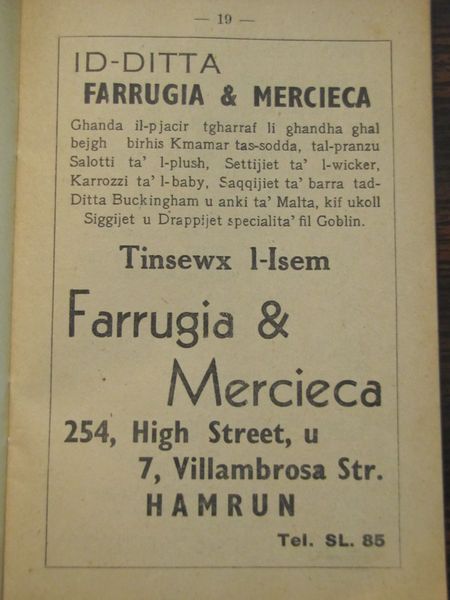 — 19 —
ID-DITTA
FARRUGIA & MERCIECA
Ghanda il-pjacir tgharraf li ghandha ghal
bejgh birhis Kmamar tas-sodda, tal-pranzu
Salotti ta' l-plush, Settijiet ta' l-wicker,
Karrozzi ta' l-baby, Saqqijiet ta' barra tad-
Ditta Buckingham u anki ta' Malta, kif ukoll
Siggijet u Drappijet specialita' fil Goblin.
Tinsewx l-Isem
Farrugia &
Mercieca
254, High Street, u
7, Villambrosa Str.
HAMRUN
Tel. SL. 85